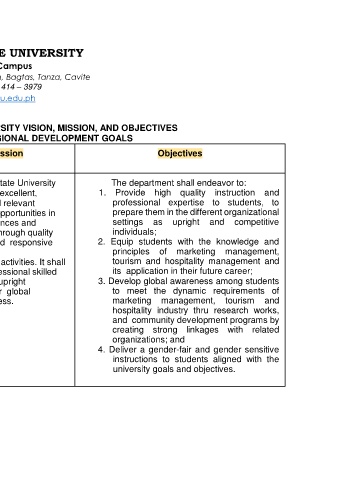 E UNIVERSITY
Campus
, Bagtas, Tanza, Cavite
414 – 3979
u.edu.ph
RSITY VISION, MISSION, AND OBJECTIVES
GIONAL DEVELOPMENT GOALS
ssion
Objectives
tate University
excellent,
d relevant
pportunities in
ences and
hrough quality
d responsive
activities. It shall
essional skilled
upright
r global
ess.
The department shall endeavor to:
1. Provide high quality instruction and
professional expertise to students, to
prepare them in the different organizational
settings as upright and competitive
individuals;
2. Equip students with the knowledge and
principles of marketing management,
tourism and hospitality management and
its application in their future career;
3. Develop global awareness among students
to meet the dynamic requirements of
marketing management, tourism and
hospitality industry thru research works,
and community development programs by
creating strong linkages with related
organizations; and
4. Deliver a gender-fair and gender sensitive
instructions to students aligned with the
university goals and objectives.